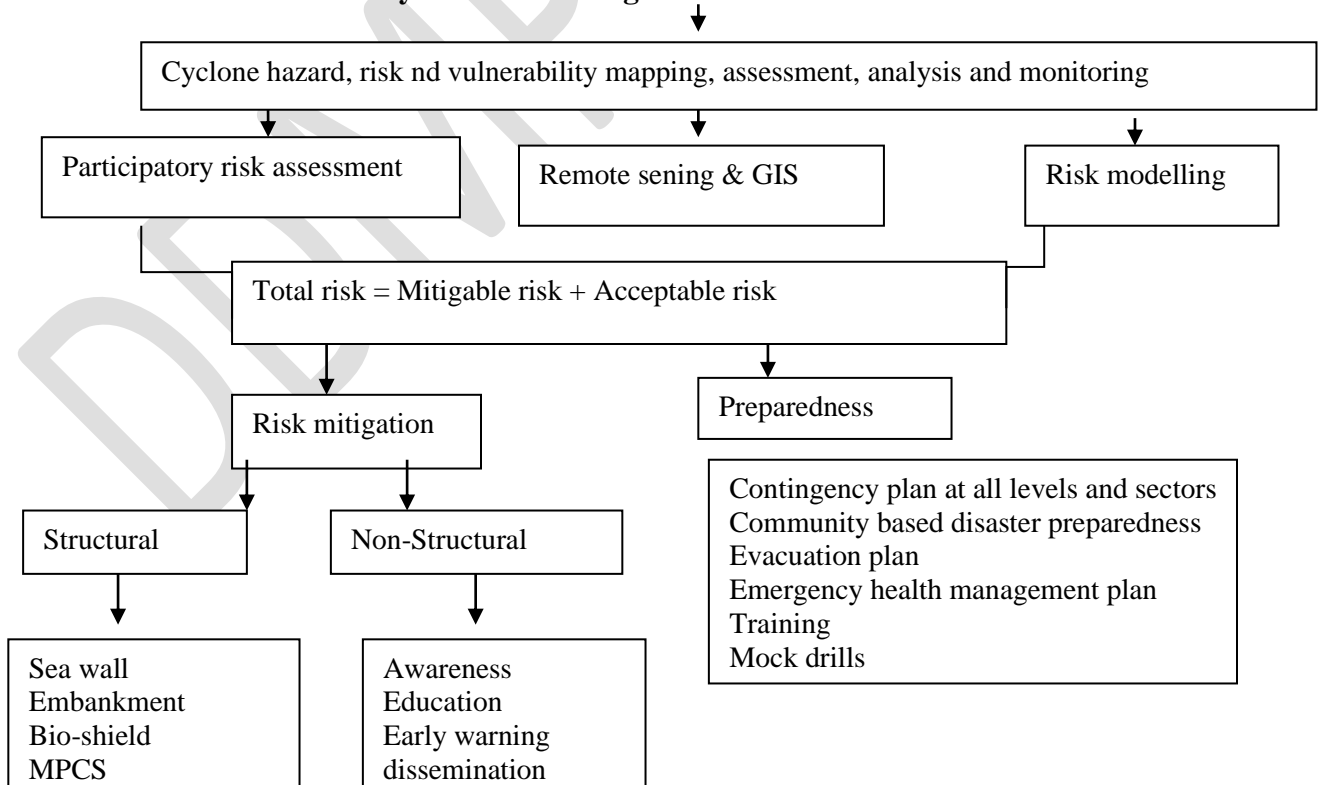 Cyclone hazard, risk nd vulnerability mapping, assessment, analysis and monitoring
Participatory risk assessment
Remote sening & GIS
Risk modelling
Total risk = Mitigable risk + Acceptable risk
Risk mitigation
Preparedness
Structural
Non-Structural
Contingency plan at all levels and sectors
Community based disaster preparedness
Evacuation plan
Emergency health management plan
Training
Mock drills
Sea wall
Embankment
Bio-shield
MPCS
Awareness
Education
Early warning
dissemination